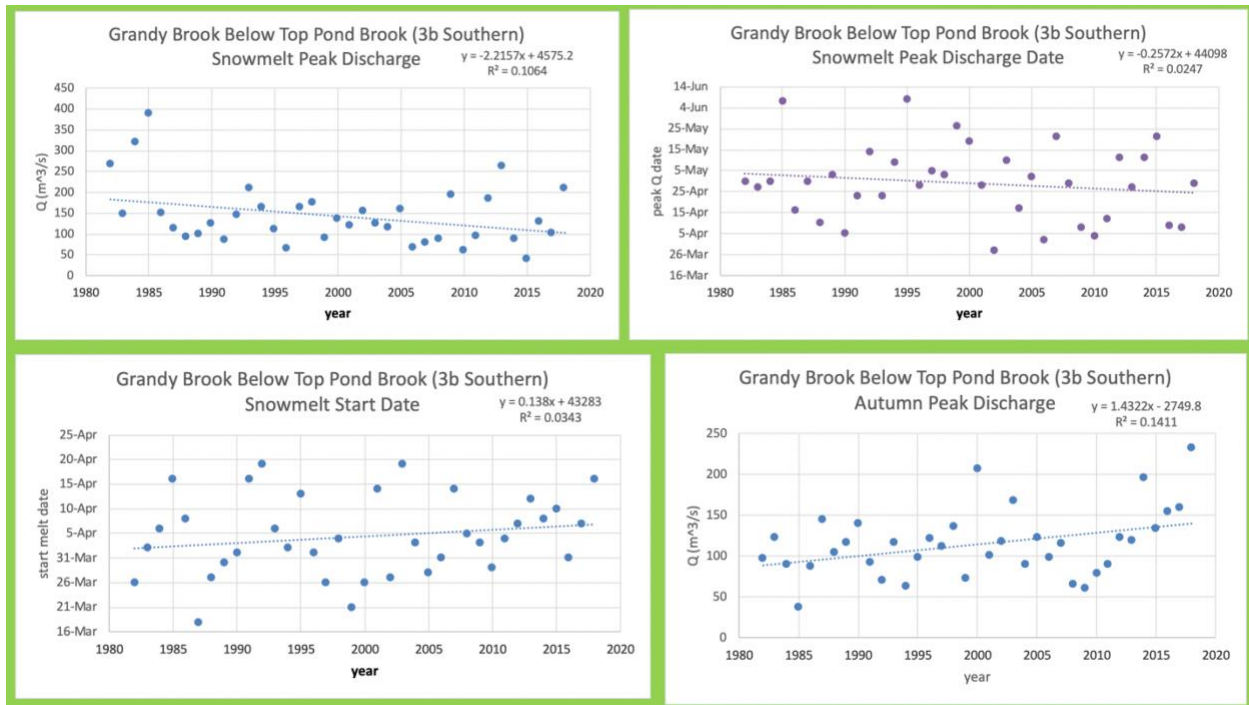 Grandy Brook Below Top Pond Brook (3b Southern)
Snowmelt Peak Discharge
y = -2.2157x + 4575.2
R² = 0.1064
450
400
350
300
250
200
150
100
50
0
Q (m^3/s)
1980 1985 1990 1995 2000 2005 2010 2015 2020
year
Grandy Brook Below Top Pond Brook (3b Southern)
Snowmelt Peak Discharge Date
y = -0.2572x + 44098
R² = 0.0247
14-Jun
4-Jun
25-May
15-May
5-May
25-Apr
15-Apr
5-Apr
26-Mar
16-Mar
peak Q date
1980 1985 1990 1995 2000 2005 2010 2015 2020
year
Grandy Brook Below Top Pond Brook (3b Southern)
Snowmelt Start Date
y = 0.138x + 43283
R² = 0.0343
25-Apr
20-Apr
15-Apr
10-Apr
5-Apr
31-Mar
26-Mar
21-Mar
16-Mar
start melt date
1980 1985 1990 1995 2000 2005 2010 2015 2020
year
Grandy Brook Below Top Pond Brook (3b Southern)
Autumn Peak Discharge
y = 1.4322x - 2749.8
R² = 0.1411
250
200
150
100
50
0
Q (m^3/s)
1980 1985 1990 1995 2000 2005 2010 2015 2020
year